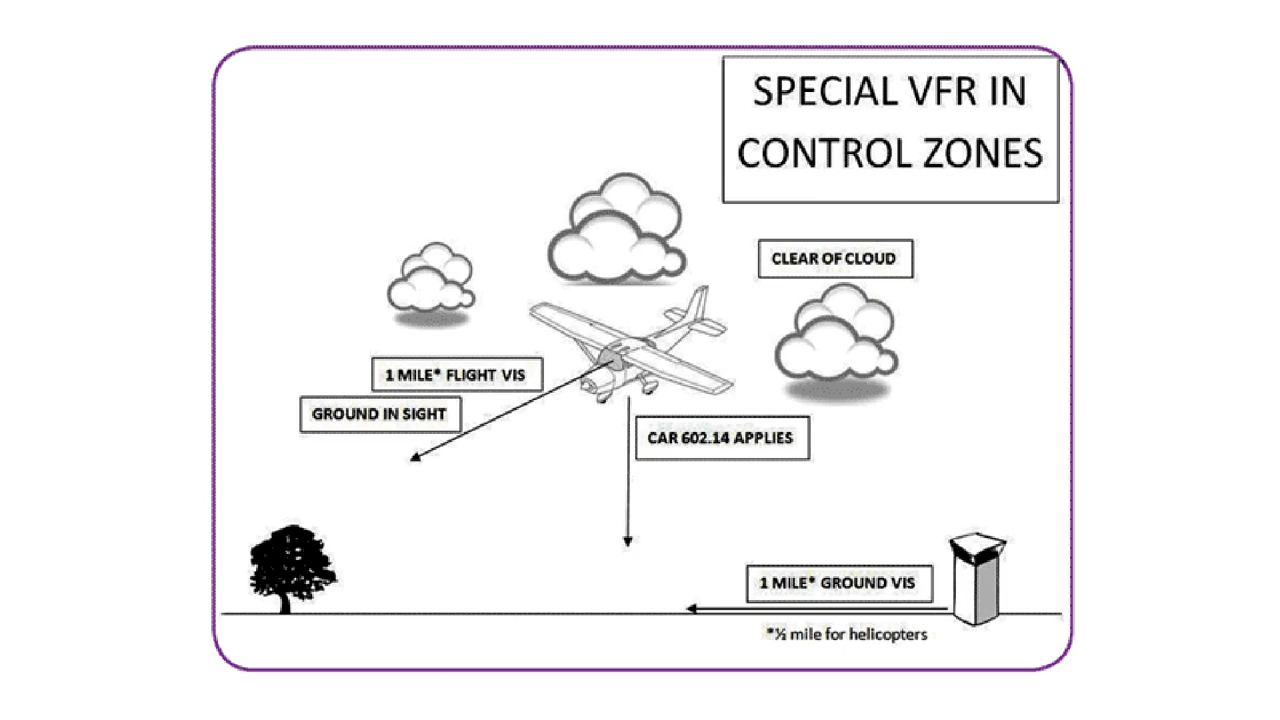 SPECIAL VFR IN
CONTROL ZONES
CLEAR OF CLOUD
1 MILE* FLIGHT VIS
GROUND IN SIGHT
CAR 602.14 APPLIES
1 MILE* GROUND VIS
*½ mile for helicopters